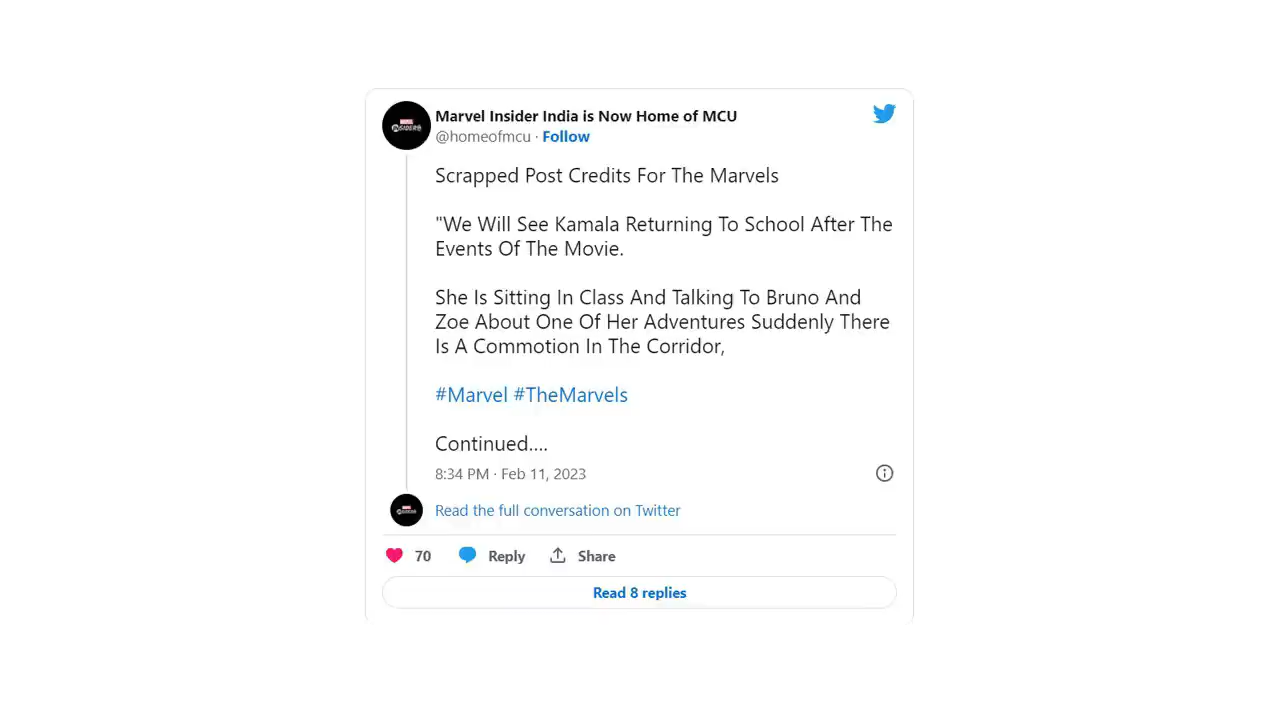 Marvel Insider India is Now Home of MCU
@homeofmcu · Follow
Scrapped Post Credits For The Marvels
"We Will See Kamala Returning To School After The
Events Of The Movie.
She Is Sitting In Class And Talking To Bruno And
Zoe About One Of Her Adventures Suddenly There
Is A Commotion In The Corridor,
#Marvel #TheMarvels
Continued....
8:34 PM · Feb 11, 2023
Read the full conversation on Twitter
70 Reply Share
Read 8 replies